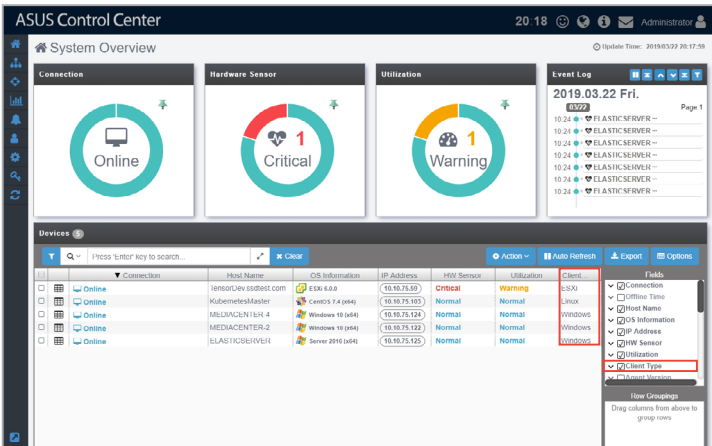 ASUS Control Center
20:18
Administrator
System Overview
Update Time: 2019/03/22 20:17:59
Connection
Online
Hardware Sensor
1
Critical
Utilization
1
Warning
Event Log
2019.03.22 Fri.
03/22
Page 1
10:24 ELASTICSERVER --
10:24 ELASTICSERVER --
10:24 ELASTICSERVER --
10:24 ELASTICSERVER --
10:24 ELASTICSERVER --
10:24 ELASTICSERVER --
Devices 5
Press 'Enter' key to search...
Clear
Action
Auto Refresh
Export
Options
Connection Host Name O/S Information IP Address HW Sensor Utilization Client...
Online TensorDev.ssdtest.com ESXi 6.0.0 10.10.75.59 Critical Warning ESXi
Online KubernetesMaster CentOS 7.4 (x64) 10.10.75.103 Normal Normal Linux
Online MEDIACENTER-4 Windows 10 (x64) 10.10.75.124 Normal Normal Windows
Online MEDIACENTER-2 Windows 10 (x64) 10.10.75.122 Normal Normal Windows
Online ELASTICSERVER Server 2016 (x64) 10.10.75.125 Normal Normal Windows
Fields
Connection
Offline Time
Host Name
OS Information
IP Address
HW Sensor
Utilization
Client Type
Agent Version
Row Groupings
Drag columns from above to
group rows